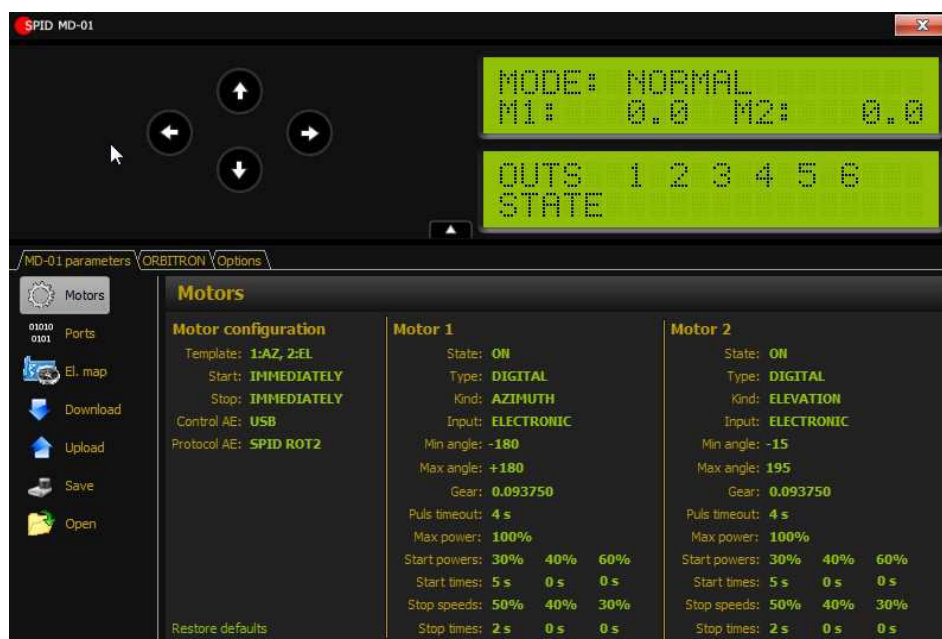 SPID MD-01
MODE: NORMAL
M1: 0.0 M2: 0.0
OUTS 1 2 3 4 5 6
STATE
MD-01 parameters ORBITRON Options
Motors
01010
0101 Ports
El. map
Download
Upload
Save
Open
Motors
Motor configuration
Template: 1:AZ, 2:EL
Start: IMMEDIATELY
Stop: IMMEDIATELY
Control AE: USB
Protocol AE: SPID ROT2
Restore defaults
Motor 1
State: ON
Type: DIGITAL
Kind: AZIMUTH
Input: ELECTRONIC
Min angle: -180
Max angle: +180
Gear: 0.093750
Puls timeout: 4 s
Max power: 100%
Start powers: 30% 40% 60%
Start times: 5 s 0 s 0 s
Stop speeds: 50% 40% 30%
Stop times: 2 s 0 s 0 s
Motor 2
State: ON
Type: DIGITAL
Kind: ELEVATION
Input: ELECTRONIC
Min angle: -15
Max angle: 195
Gear: 0.093750
Puls timeout: 4 s
Max power: 100%
Start powers: 30% 40% 60%
Start times: 5 s 0 s 0 s
Stop speeds: 50% 40% 30%
Stop times: 2 s 0 s 0 s